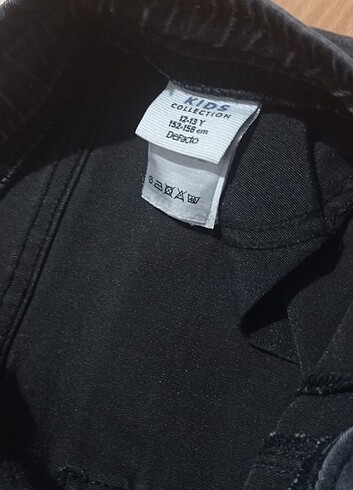 KIDS
COLLECTION
12-13 Y
152-158 cm
DeFacto